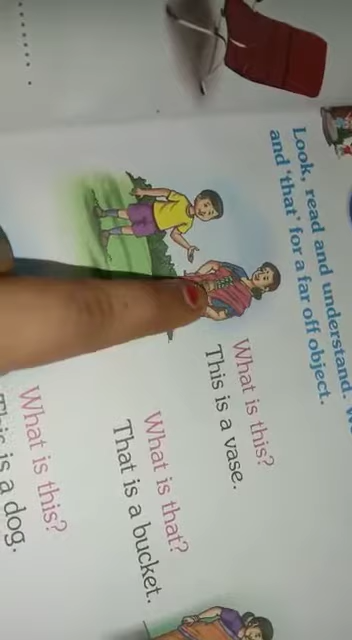 Look, read and understand.
and 'that' for a far off object.
What is this?
This is a vase.
What is that?
That is a bucket.
What is this?
This is a dog.